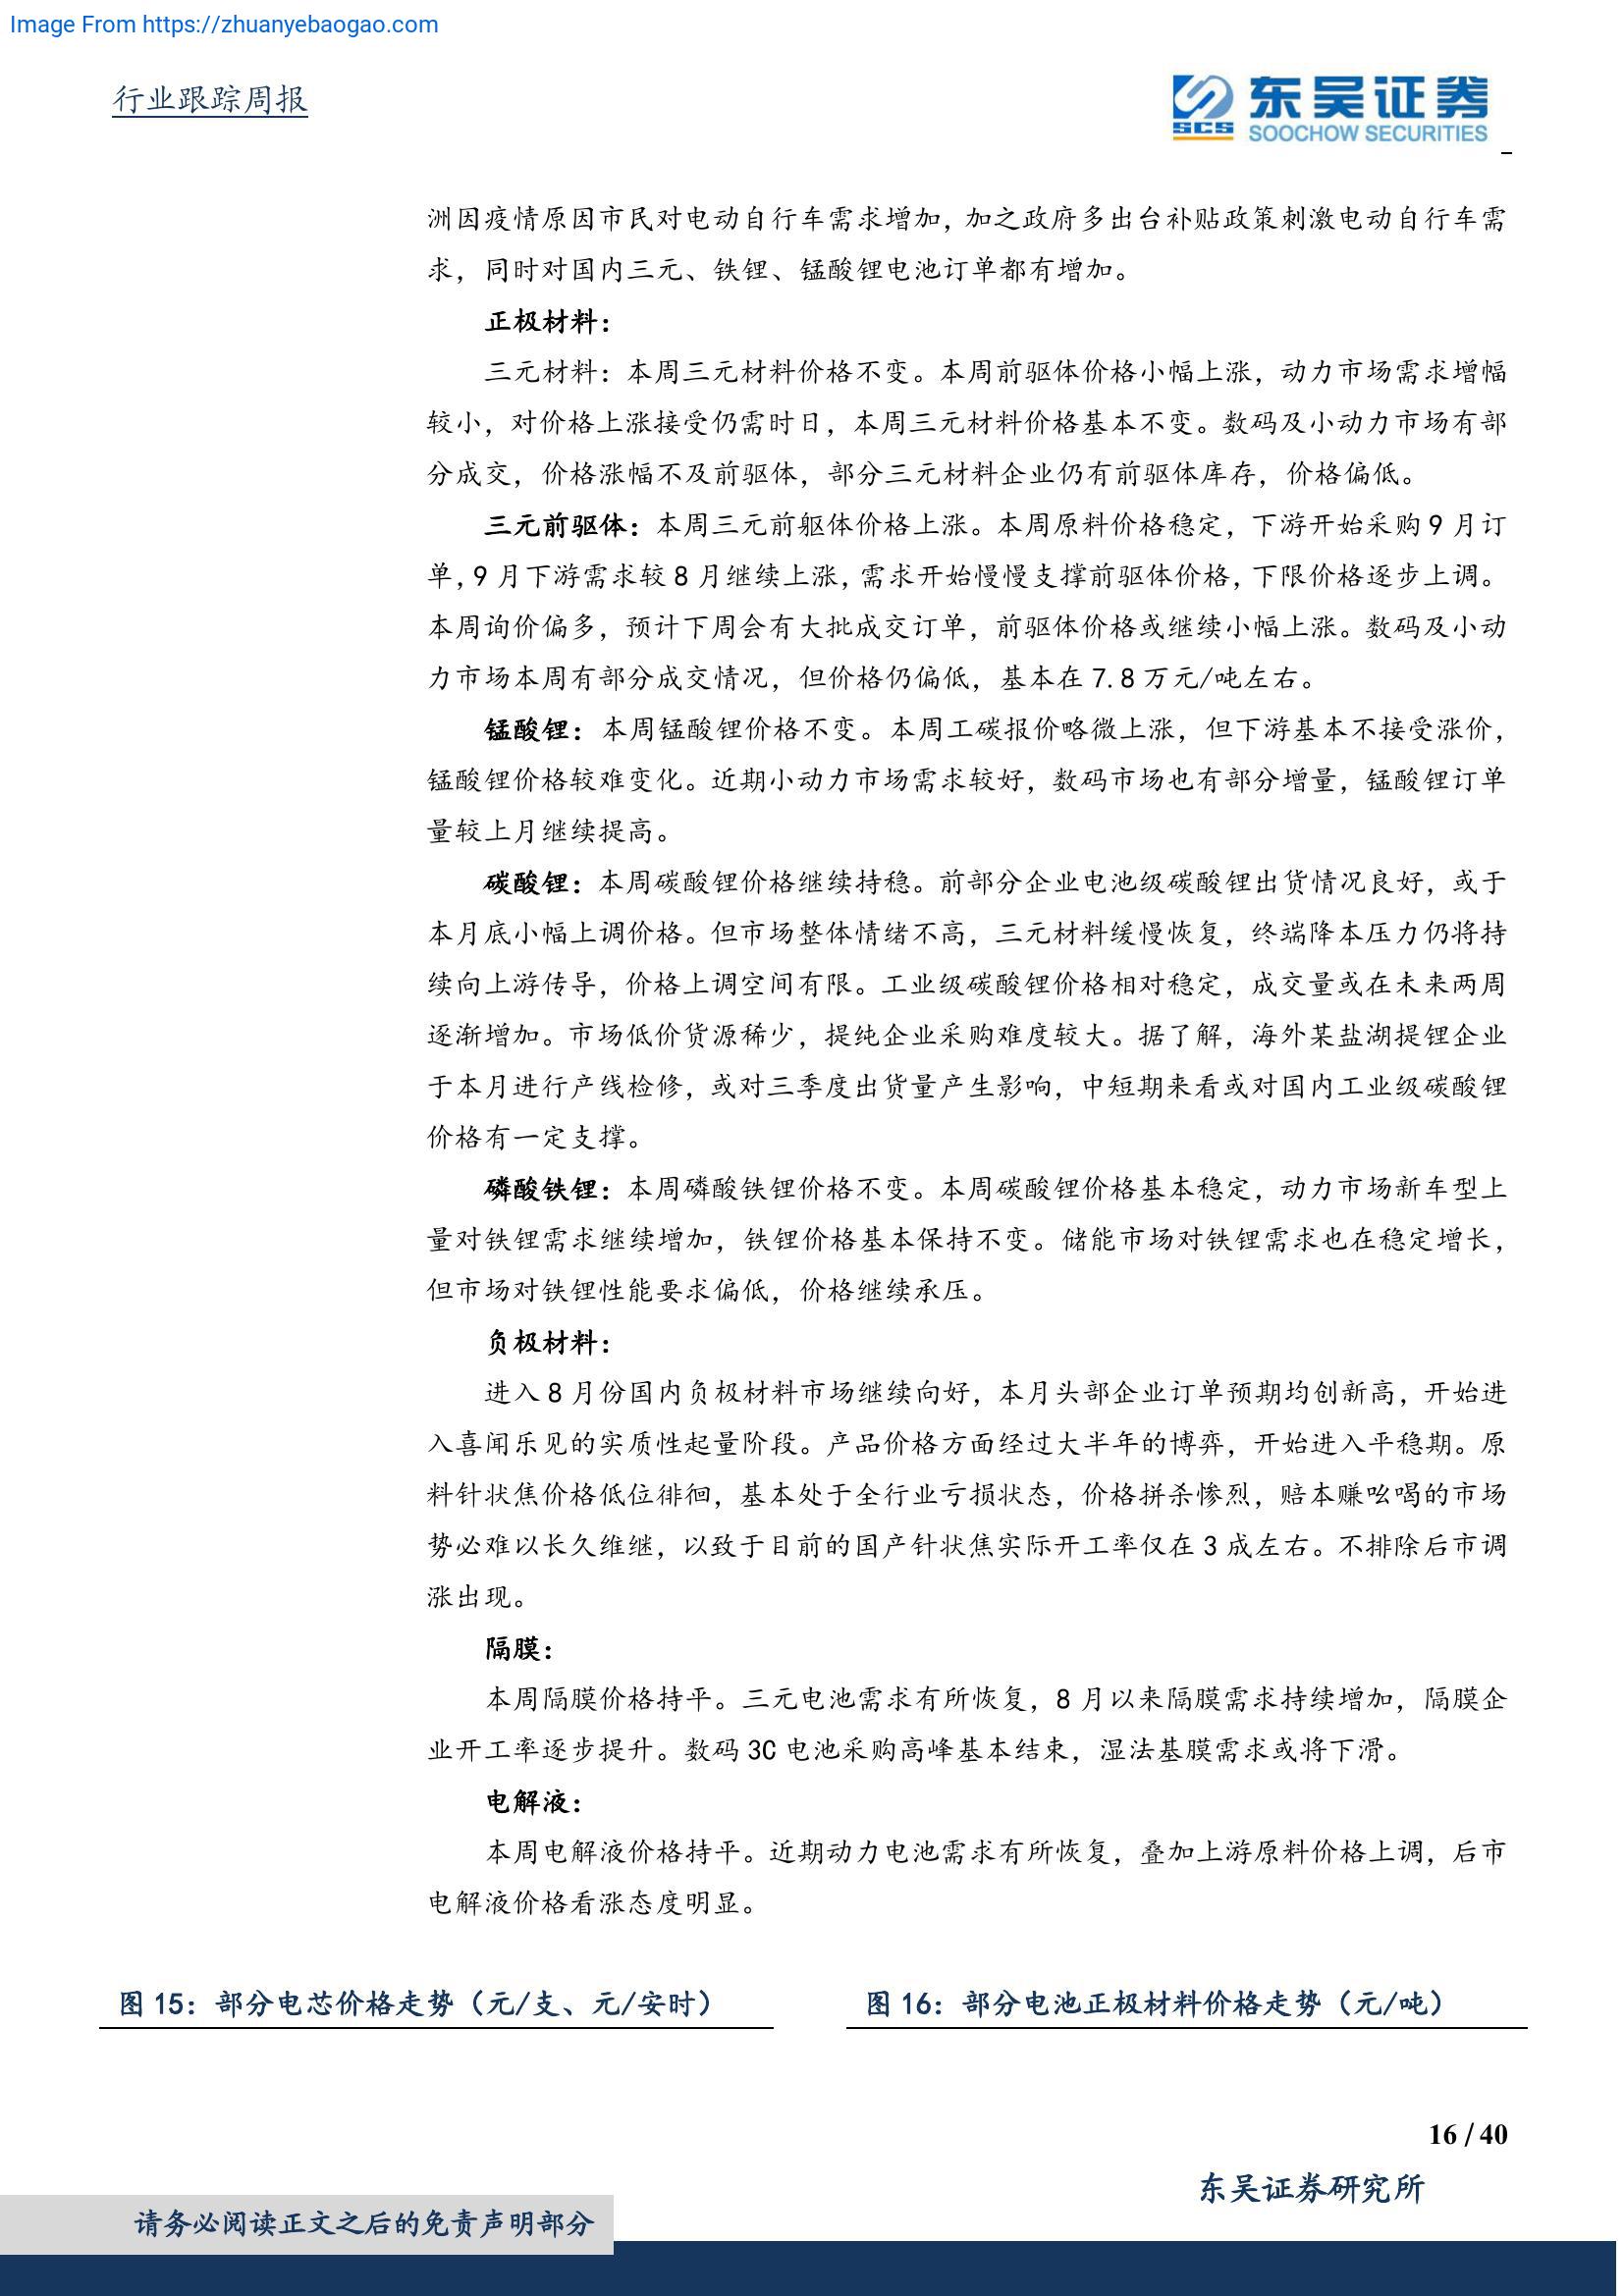 Image From https://zhuanyebaogao.com
行业跟踪周报
SCS
东吴证券
SOOCHOW SECURITIES
洲因疫情原因市民对电动自行车需求增加，加之政府多出台补贴政策刺激电动自行车需
求，同时对国内三元、铁锂、锰酸锂电池订单都有增加。
正极材料：
三元材料：本周三元材料价格不变。本周前驱体价格小幅上涨，动力市场需求增幅
较小，对价格上涨接受仍需时日，本周三元材料价格基本不变。数码及小动力市场有部
分成交，价格涨幅不及前驱体，部分三元材料企业仍有前驱体库存，价格偏低。
三元前驱体：本周三元前躯体价格上涨。本周原料价格稳定，下游开始采购 9 月订
单，9 月下游需求较 8 月继续上涨，需求开始慢慢支撑前驱体价格，下限价格逐步上调。
本周询价偏多，预计下周会有大批成交订单，前驱体价格或继续小幅上涨。数码及小动
力市场本周有部分成交情况，但价格仍偏低，基本在 7.8 万元/吨左右。
锰酸锂：本周锰酸锂价格不变。本周工碳报价略微上涨，但下游基本不接受涨价，
锰酸锂价格较难变化。近期小动力市场需求较好，数码市场也有部分增量，锰酸锂订单
量较上月继续提高。
碳酸锂：本周碳酸锂价格继续持稳。前部分企业电池级碳酸锂出货情况良好，或于
本月底小幅上调价格。但市场整体情绪不高，三元材料缓慢恢复，终端降本压力仍将持
续向上游传导，价格上调空间有限。工业级碳酸锂价格相对稳定，成交量或在未来两周
逐渐增加。市场低价货源稀少，提纯企业采购难度较大。据了解，海外某盐湖提锂企业
于本月进行产线检修，或对三季度出货量产生影响，中短期来看或对国内工业级碳酸锂
价格有一定支撑。
磷酸铁锂：本周磷酸铁锂价格不变。本周碳酸锂价格基本稳定，动力市场新车型上
量对铁锂需求继续增加，铁锂价格基本保持不变。储能市场对铁锂需求也在稳定增长，
但市场对铁锂性能要求偏低，价格继续承压。
负极材料：
进入 8 月份国内负极材料市场继续向好，本月头部企业订单预期均创新高，开始进
入喜闻乐见的实质性起量阶段。产品价格方面经过大半年的博弈，开始进入平稳期。原
料针状焦价格低位徘徊，基本处于全行业亏损状态，价格拼杀惨烈，赔本赚吆喝的市场
势必难以长久维继，以致于目前的国产针状焦实际开工率仅在 3 成左右。不排除后市调
涨出现。
隔膜：
本周隔膜价格持平。三元电池需求有所恢复，8 月以来隔膜需求持续增加，隔膜企
业开工率逐步提升。数码 3C 电池采购高峰基本结束，湿法基膜需求或将下滑。
电解液：
本周电解液价格持平。近期动力电池需求有所恢复，叠加上游原料价格上调，后市
电解液价格看涨态度明显。
图 15：部分电芯价格走势（元/支、元/安时）
图 16：部分电池正极材料价格走势（元/吨）
16 / 40
东吴证券研究所
请务必阅读正文之后的免责声明部分